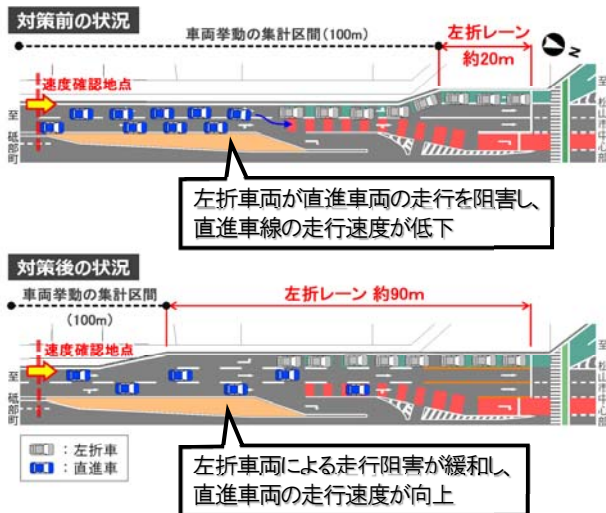 対策前の状況
車両挙動の集計区間(100m)
左折レーン
約20m
N
速度確認地点
至 砥部町
至 松山市中心部
左折車両が直進車両の走行を阻害し、
直進車線の走行速度が低下
対策後の状況
車両挙動の集計区間
(100m)
左折レーン 約90m
速度確認地点
至 砥部町
至 松山市中心部
:左折車
:直進車
左折車両による走行阻害が緩和し、
直進車両の走行速度が向上